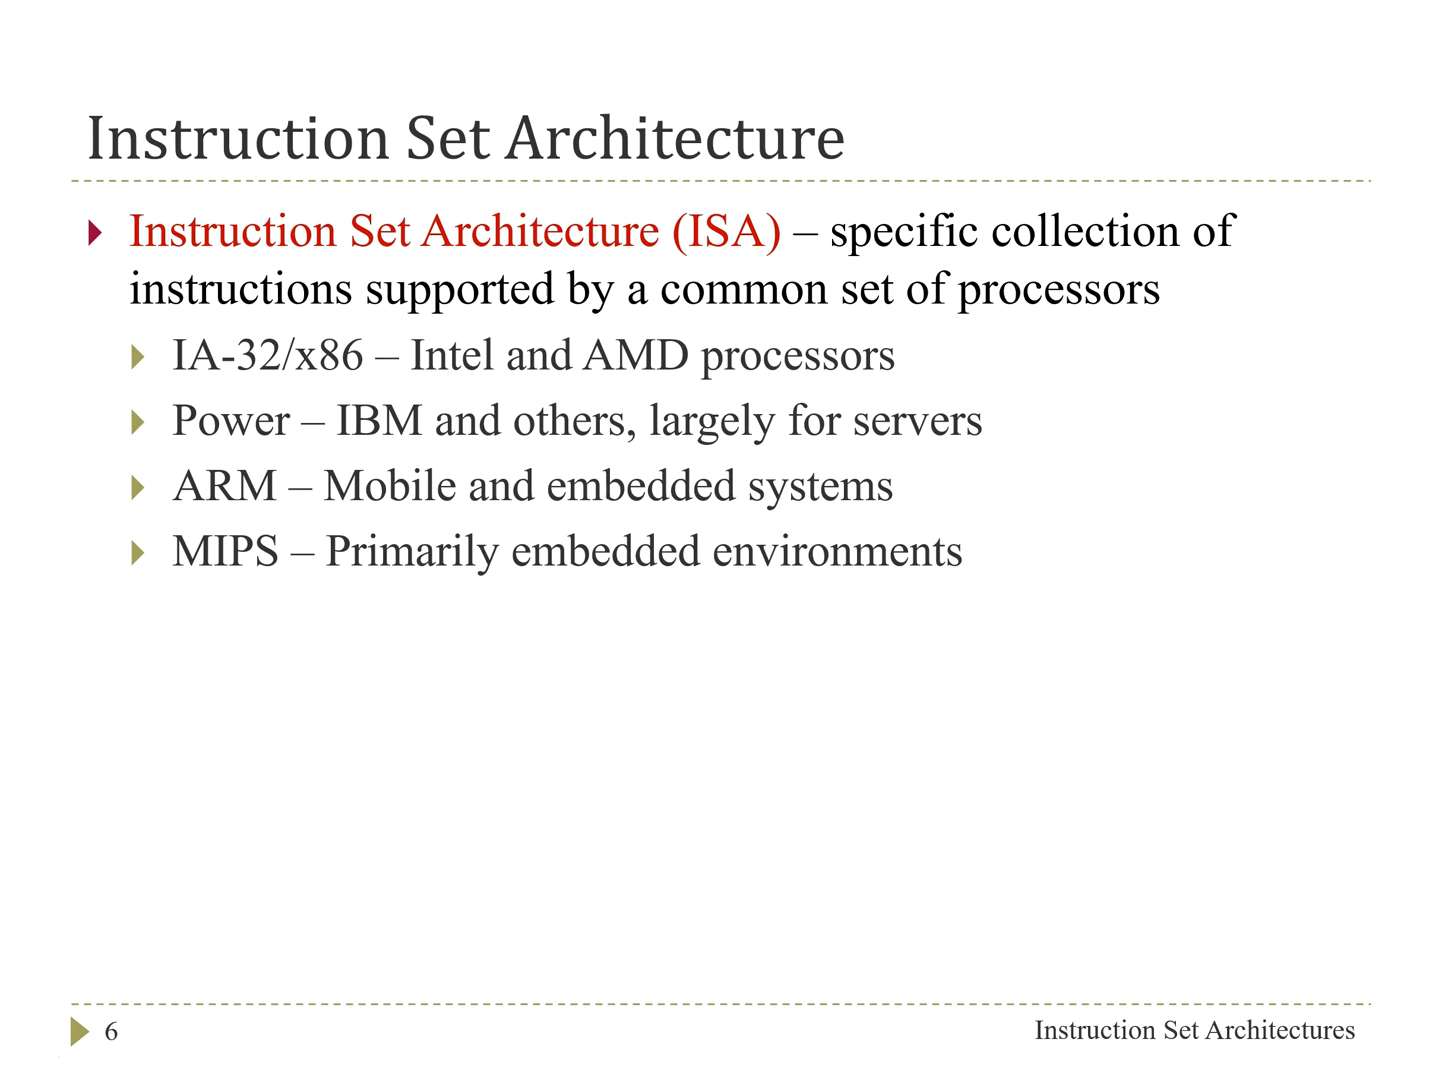 Instruction Set Architecture
Instruction Set Architecture (ISA) – specific collection of
instructions supported by a common set of processors
IA-32/x86 – Intel and AMD processors
Power – IBM and others, largely for servers
ARM – Mobile and embedded systems
MIPS – Primarily embedded environments
6
Instruction Set Architectures